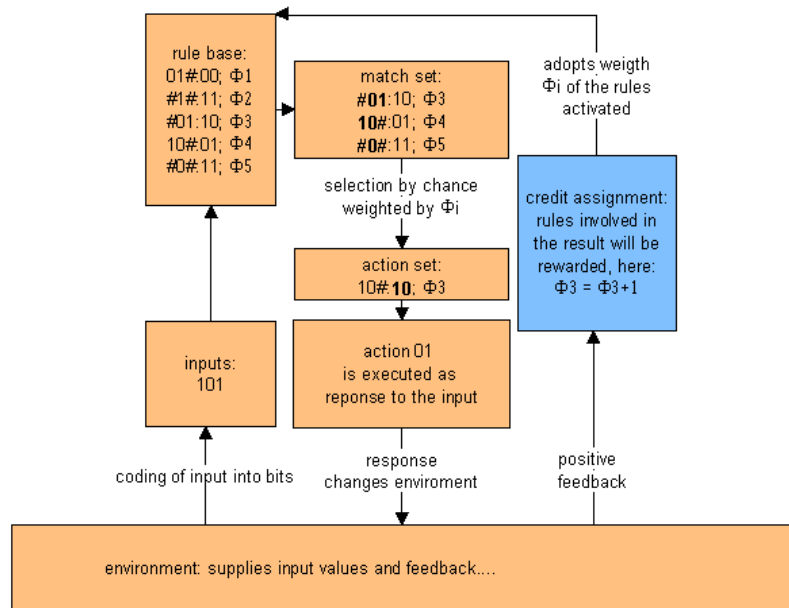 rule base:
01#:00; Φ1
#1#:11; Φ2
#01:10; Φ3
10#:01; Φ4
#0#:11; Φ5
match set:
#01:10; Φ3
10#:01; Φ4
#0#:11; Φ5
adopts weigth
Φi of the rules
activated
selection by chance
weighted by Φi
credit assignment:
rules involved in
the result will be
rewarded, here:
Φ3 = Φ3+1
action set:
10#:10; Φ3
inputs:
101
action 01
is executed as
reponse to the input
coding of input into bits
response
changes enviroment
positive
feedback
environment: supplies input values and feedback....